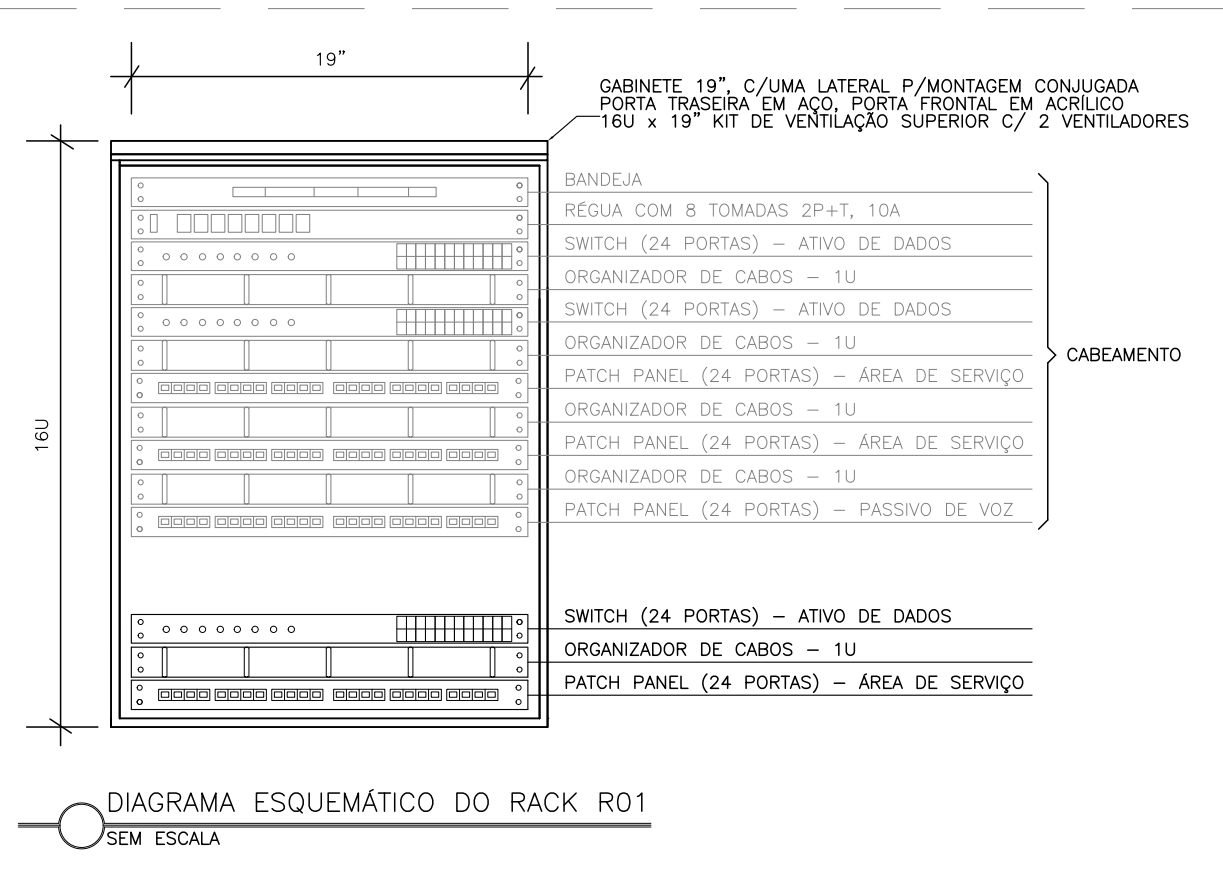 19”
GABINETE 19”, C/UMA LATERAL P/MONTAGEM CONJUGADA
PORTA TRASEIRA EM AÇO, PORTA FRONTAL EM ACRÍLICO
16U x 19” KIT DE VENTILAÇÃO SUPERIOR C/ 2 VENTILADORES
BANDEJA
RÉGUA COM 8 TOMADAS 2P+T, 10A
SWITCH (24 PORTAS) – ATIVO DE DADOS
ORGANIZADOR DE CABOS – 1U
SWITCH (24 PORTAS) – ATIVO DE DADOS
ORGANIZADOR DE CABOS – 1U
PATCH PANEL (24 PORTAS) – ÁREA DE SERVIÇO
ORGANIZADOR DE CABOS – 1U
PATCH PANEL (24 PORTAS) – ÁREA DE SERVIÇO
ORGANIZADOR DE CABOS – 1U
PATCH PANEL (24 PORTAS) – PASSIVO DE VOZ
CABEAMENTO
16U
SWITCH (24 PORTAS) – ATIVO DE DADOS
ORGANIZADOR DE CABOS – 1U
PATCH PANEL (24 PORTAS) – ÁREA DE SERVIÇO
DIAGRAMA ESQUEMÁTICO DO RACK R01
SEM ESCALA